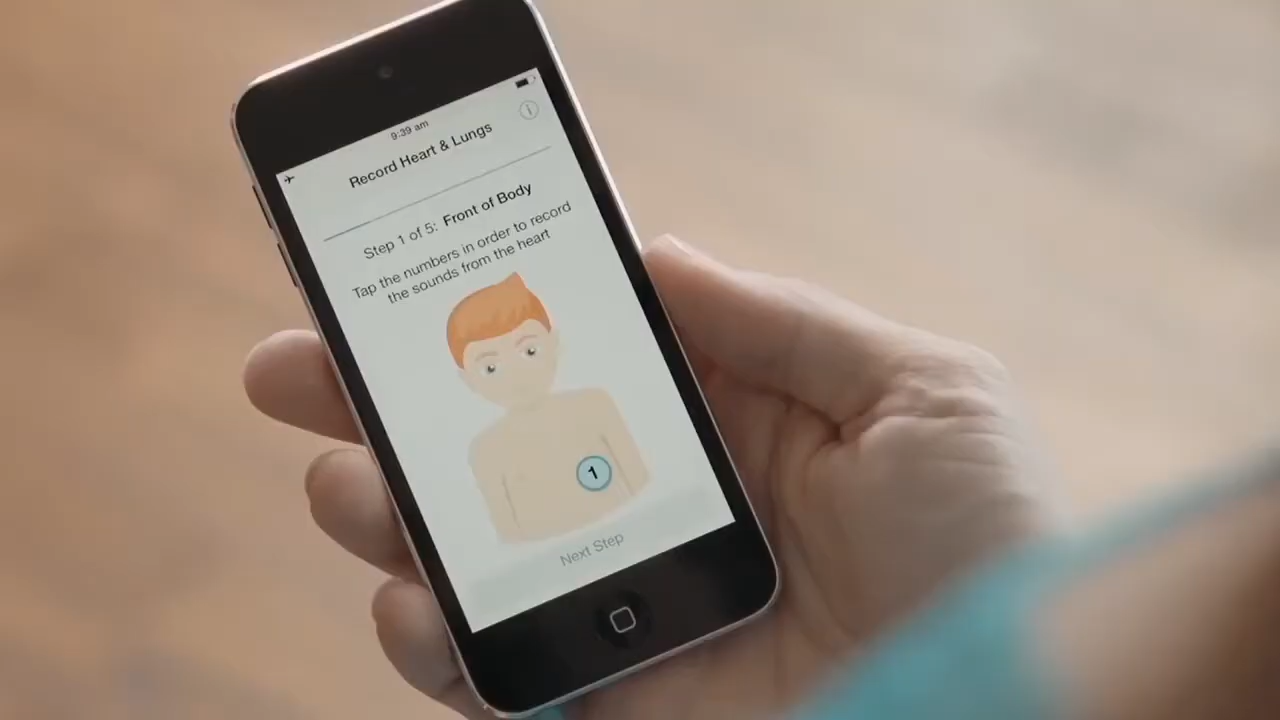 9:39 am
Record Heart & Lungs
i
Step 1 of 5: Front of Body
Tap the numbers in order to record
the sounds from the heart
1
Next Step